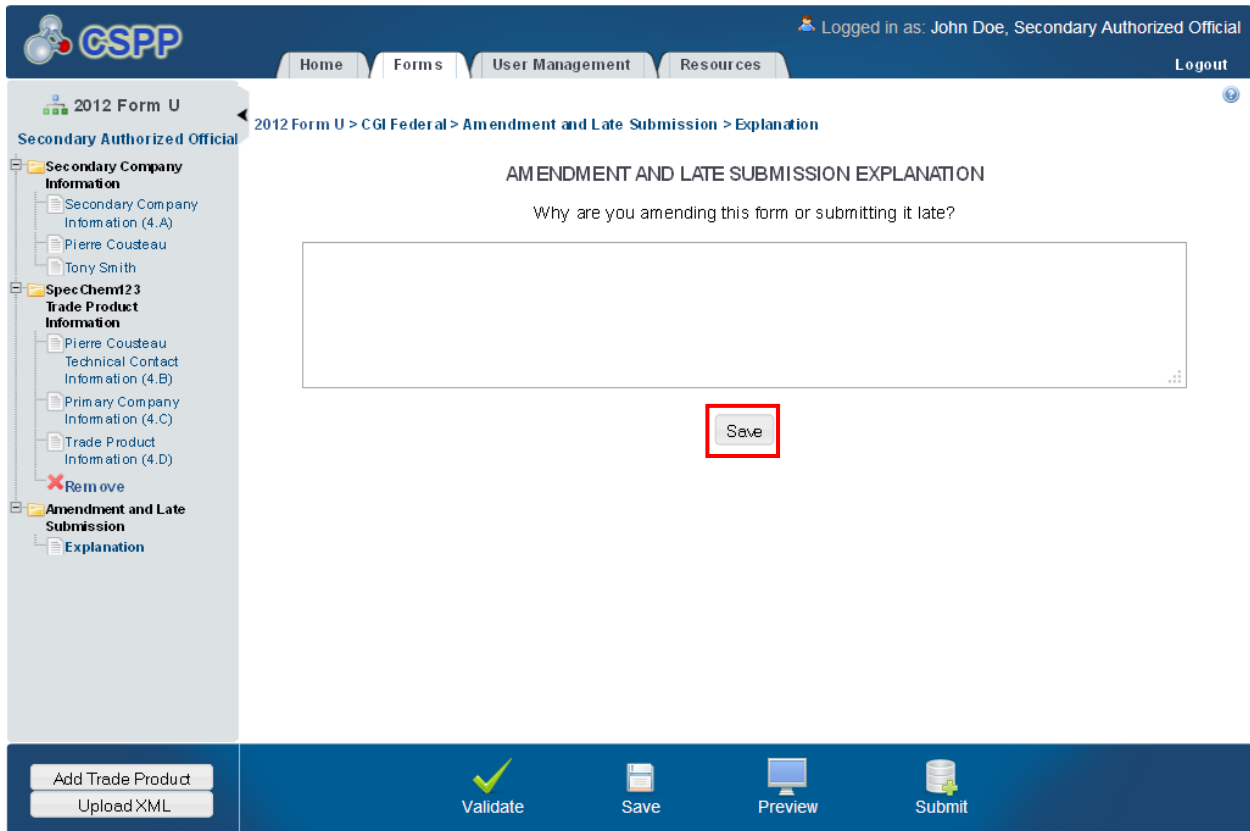 CSPP
Logged in as: John Doe, Secondary Authorized Official
Home
Forms
User Management
Resources
Logout
2012 Form U
Secondary Authorized Official
Secondary Company
Information
Secondary Company
Information (4.A)
Pierre Cousteau
Tony Smith
SpecChem123
Trade Product
Information
Pierre Cousteau
Technical Contact
Information (4.B)
Primary Company
Information (4.C)
Trade Product
Information (4.D)
Remove
Amendment and Late
Submission
Explanation
2012 Form U > CGI Federal > Amendment and Late Submission > Explanation
AMENDMENT AND LATE SUBMISSION EXPLANATION
Why are you amending this form or submitting it late?
Save
Add Trade Product
Upload XML
Validate
Save
Preview
Submit